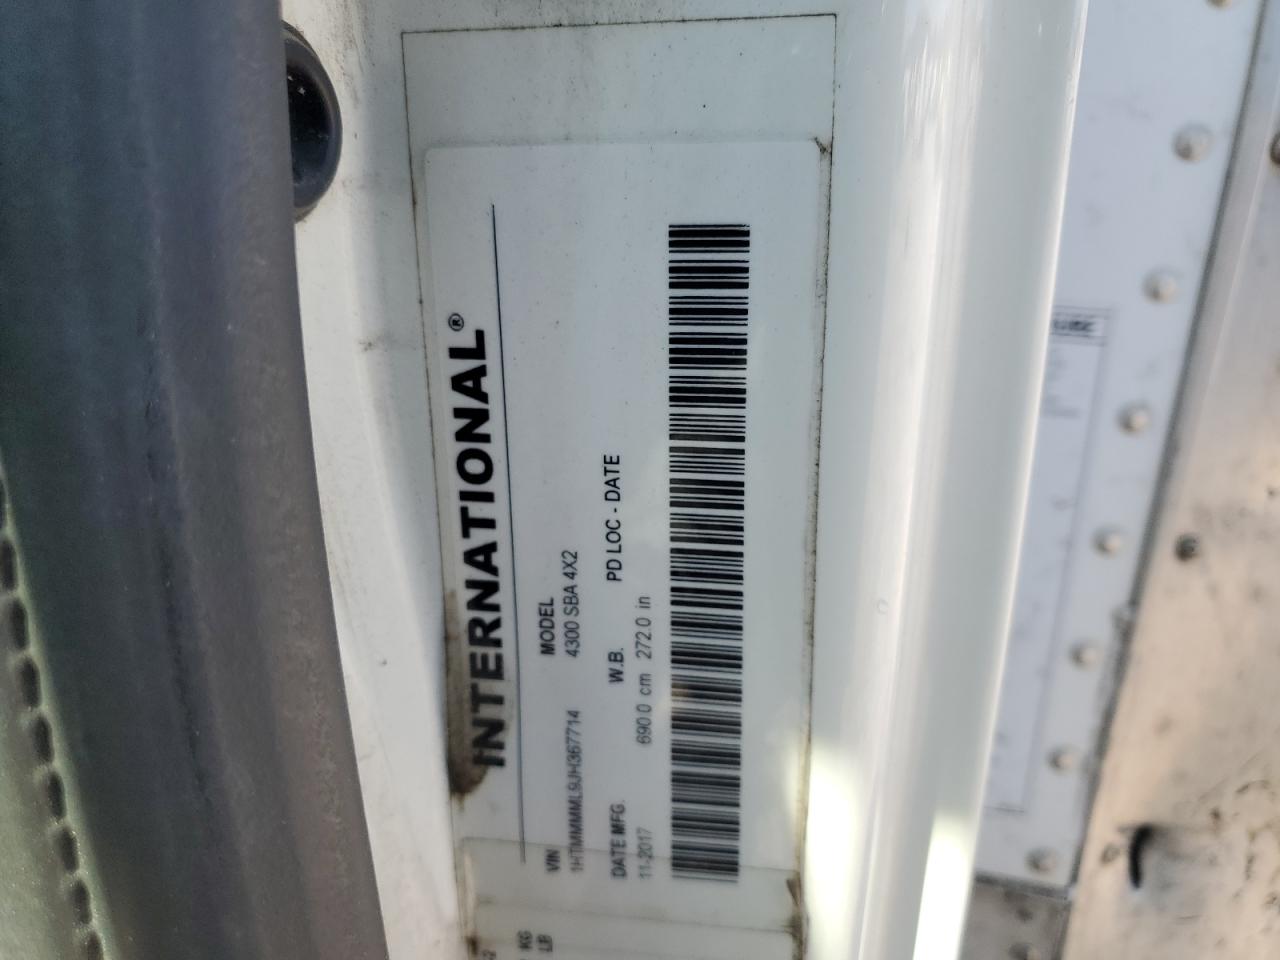 INTERNATIONAL®
VIN MODEL
1HTMMMML9JH367714 4300 SBA 4X2
DATE MFG. W.B. PD LOC - DATE
11-2017 690.0 cm 272.0 in
KG
LB